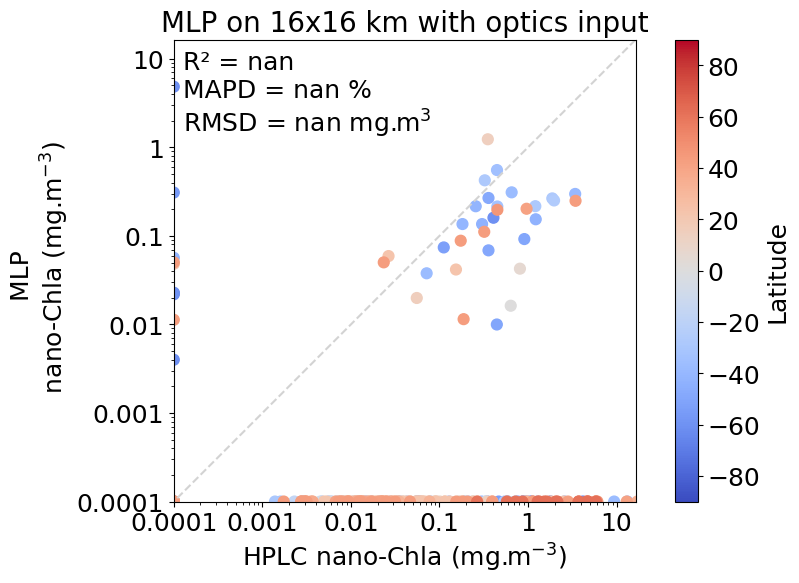 MLP on 16x16 km with optics input
R² = nan
MAPD = nan %
RMSD = nan mg.m³
10
1
0.1
0.01
0.001
0.0001
MLP
nano-Chla (mg.m⁻³)
0.0001 0.001 0.01 0.1 1 10
HPLC nano-Chla (mg.m⁻³)
80
60
40
20
0
−20
−40
−60
−80
Latitude